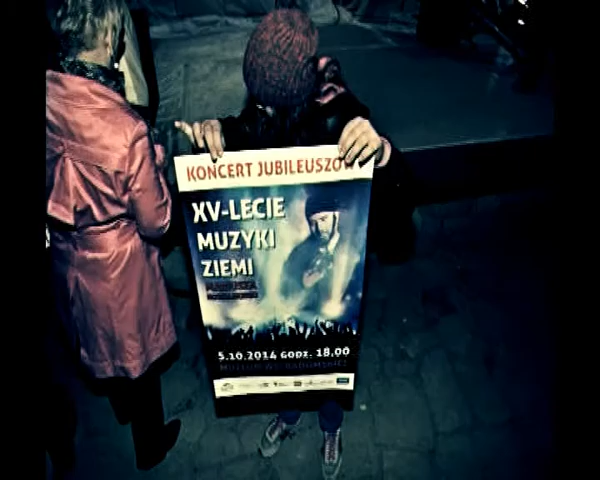 KONCERT JUBILEUSZO
XV-LECIE
MUZYKI
ZIEMI
5.10.2014 GODZ. 18.00